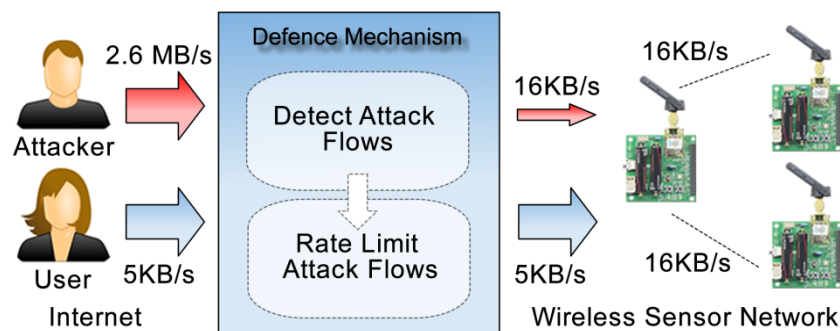 2.6 MB/s
Attacker
5KB/s
User
Internet
Defence Mechanism
Detect Attack
Flows
Rate Limit
Attack Flows
16KB/s
5KB/s
16KB/s
16KB/s
Wireless Sensor Network